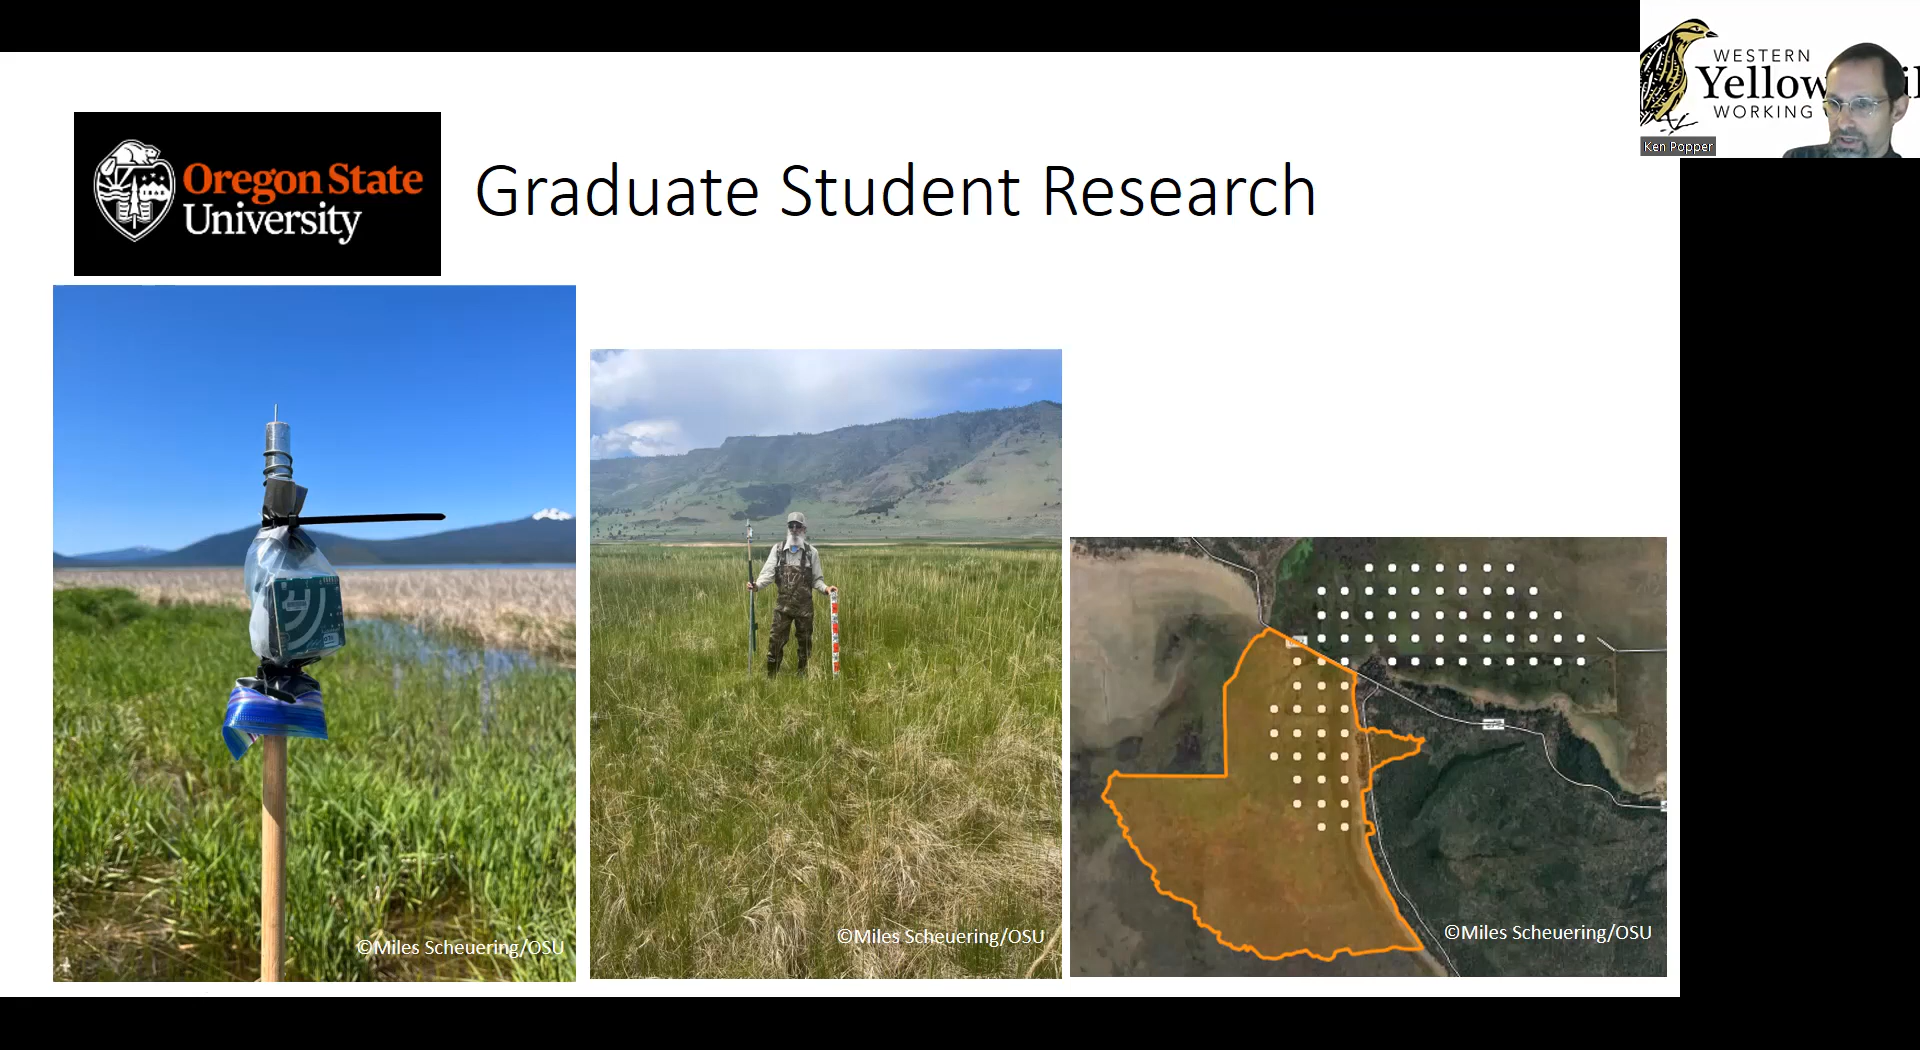 WESTERN
Yellow
WORKING
Ken Popper
Oregon State
University
Graduate Student Research
©Miles Scheuering/OSU
©Miles Scheuering/OSU
©Miles Scheuering/OSU